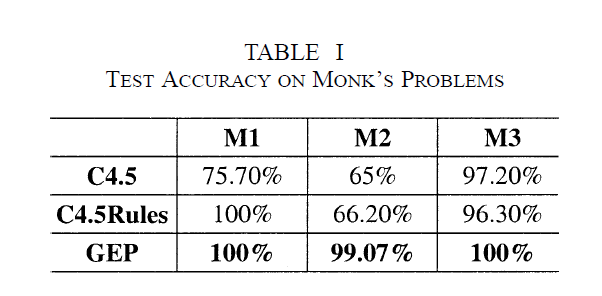 TABLE I
TEST ACCURACY ON MONK'S PROBLEMS
M1 M2 M3
C4.5 75.70% 65% 97.20%
C4.5Rules 100% 66.20% 96.30%
GEP 100% 99.07% 100%